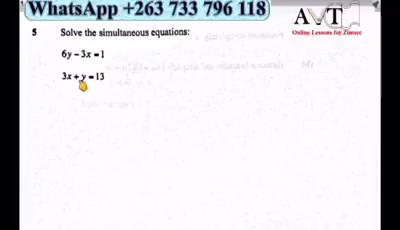 WhatsApp +263 733 796 118
AVT
Online Lessons for Zimsec
5 Solve the simultaneous equations:
6y − 3x = 1
3x + y = 13